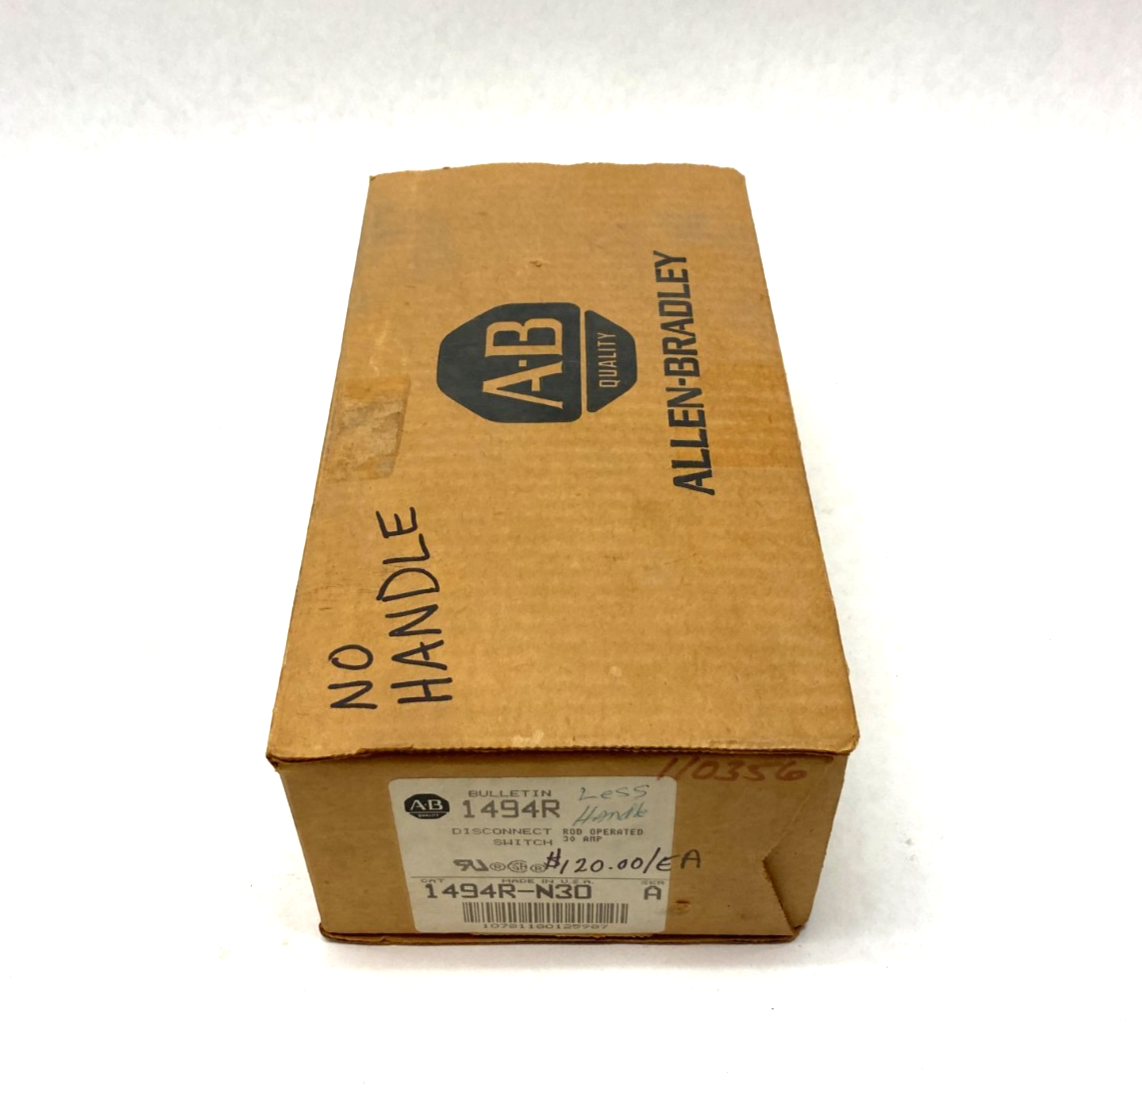 A-B
QUALITY
ALLEN-BRADLEY
NO
HANDLE
110356
A-B
QUALITY
BULLETIN
1494R
LESS
Handle
DISCONNECT
SWITCH
ROD OPERATED
30 AMP
$120.00/EA
CAT
MADE IN U.S.A.
SER
1494R-N30
A